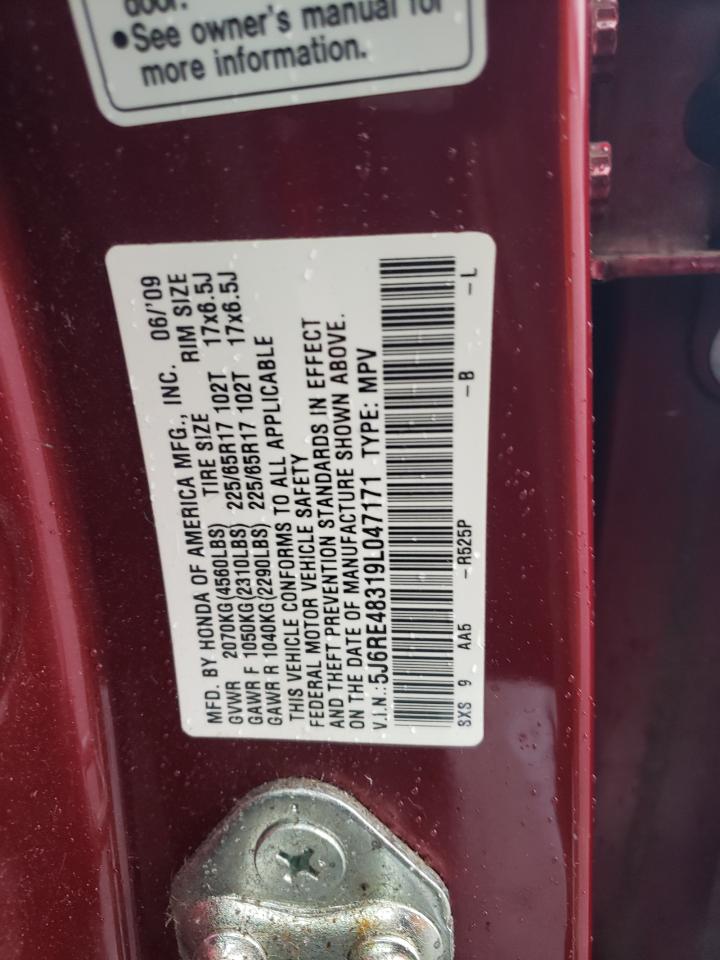 door.
●See owner's manual for
more information.
MFD. BY HONDA OF AMERICA MFG., INC. 06/'09
GVWR 2070KG(4560LBS) TIRE SIZE RIM SIZE
GAWR F 1050KG(2310LBS) 225/65R17 102T 17x6.5J
GAWR R 1040KG(2290LBS) 225/65R17 102T 17x6.5J
THIS VEHICLE CONFORMS TO ALL APPLICABLE
FEDERAL MOTOR VEHICLE SAFETY
AND THEFT PREVENTION STANDARDS IN EFFECT
ON THE DATE OF MANUFACTURE SHOWN ABOVE.
V.I.N.:5J6RE48319L047171 TYPE: MPV
SXS 9 AA5 -R525P -B -L